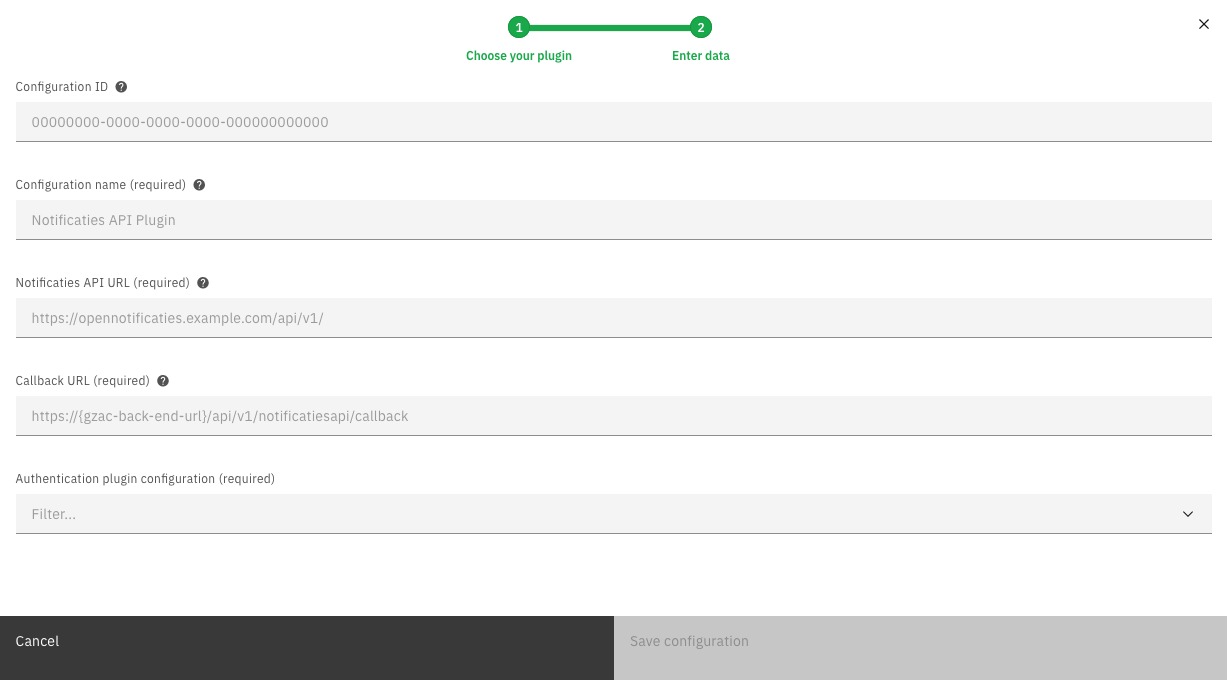 1
2
Choose your plugin
Enter data
Configuration ID ?
00000000-0000-0000-0000-000000000000
Configuration name (required) ?
Notificaties API Plugin
Notificaties API URL (required) ?
https://opennotificaties.example.com/api/v1/
Callback URL (required) ?
https://{gzac-back-end-url}/api/v1/notificatiesapi/callback
Authentication plugin configuration (required)
Filter...
Cancel
Save configuration